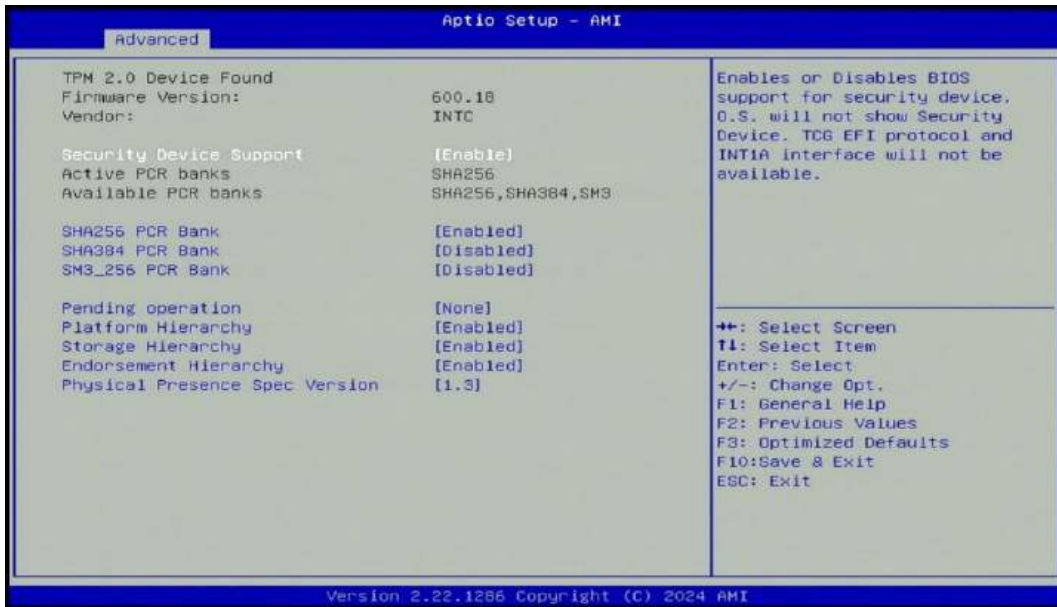 Aptio Setup - AMI
Advanced
TPM 2.0 Device Found
Firmware Version: 600.18
Vendor: INTC
Security Device Support [Enable]
Active PCR banks SHA256
Available PCR banks SHA256,SHA384,SM3
SHA256 PCR Bank [Enabled]
SHA384 PCR Bank [Disabled]
SM3_256 PCR Bank [Disabled]
Pending operation [None]
Platform Hierarchy [Enabled]
Storage Hierarchy [Enabled]
Endorsement Hierarchy [Enabled]
Physical Presence Spec Version [1.3]
Enables or Disables BIOS
support for security device.
O.S. will not show Security
Device. TCG EFI protocol and
INT1A interface will not be
available.
→←: Select Screen
↑↓: Select Item
Enter: Select
+/-: Change Opt.
F1: General Help
F2: Previous Values
F3: Optimized Defaults
F10:Save & Exit
ESC: Exit
Version 2.22.1286 Copyright (C) 2024 AMI